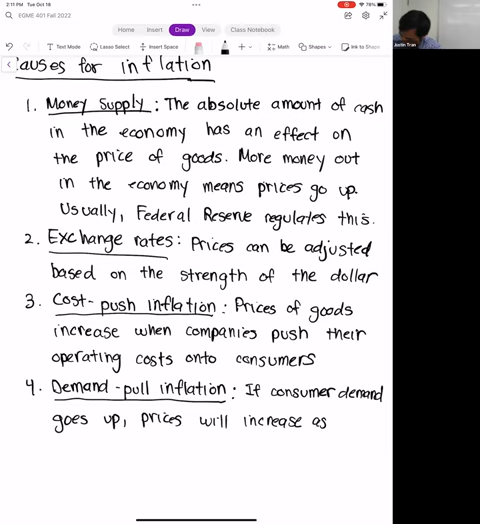 2:11 PM Tue Oct 18
78%
EGME 401 Fall 2022
Home Insert Draw View Class Notebook
Text Mode Lasso Select Insert Space Math Shapes Ink to Shape
Justin Tran
Causes for inflation
1. Money Supply : The absolute amount of cash
in the economy has an effect on
the price of goods. More money out
in the economy means prices go up.
Usually, Federal Reserve regulates this.
2. Exchange rates : Prices can be adjusted
based on the strength of the dollar
3. Cost-push inflation : Prices of goods
increase when companies push their
operating costs onto consumers
4. Demand-pull inflation : If consumer demand
goes up, prices will increase as